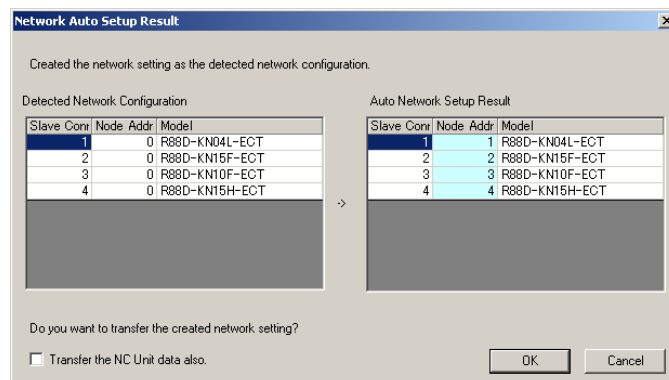 Network Auto Setup Result
Created the network setting as the detected network configuration.
Detected Network Configuration
Slave Conr Node Addr Model
1 0 R88D-KN04L-ECT
2 0 R88D-KN15F-ECT
3 0 R88D-KN10F-ECT
4 0 R88D-KN15H-ECT
->
Auto Network Setup Result
Slave Conr Node Addr Model
1 1 R88D-KN04L-ECT
2 2 R88D-KN15F-ECT
3 3 R88D-KN10F-ECT
4 4 R88D-KN15H-ECT
Do you want to transfer the created network setting?
Transfer the NC Unit data also.
OK
Cancel